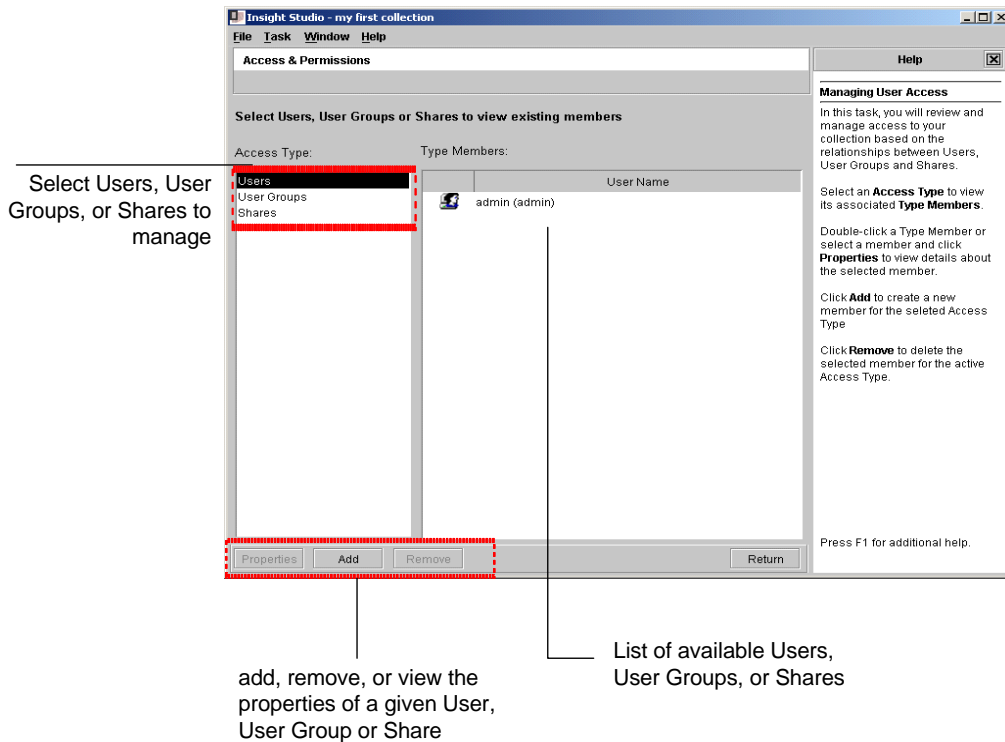 Insight Studio - my first collection
File Task Window Help
Access & Permissions
Select Users, User Groups or Shares to view existing members
Access Type:
Type Members:
Users
User Groups
Shares
User Name
admin (admin)
Properties
Add
Remove
Return
Help
Managing User Access
In this task, you will review and
manage access to your
collection based on the
relationships between Users,
User Groups and Shares.
Select an Access Type to view
its associated Type Members.
Double-click a Type Member or
select a member and click
Properties to view details about
the selected member.
Click Add to create a new
member for the seleted Access
Type
Click Remove to delete the
selected member for the active
Access Type.
Press F1 for additional help.
Select Users, User
Groups, or Shares to
manage
add, remove, or view the
properties of a given User,
User Group or Share
List of available Users,
User Groups, or Shares